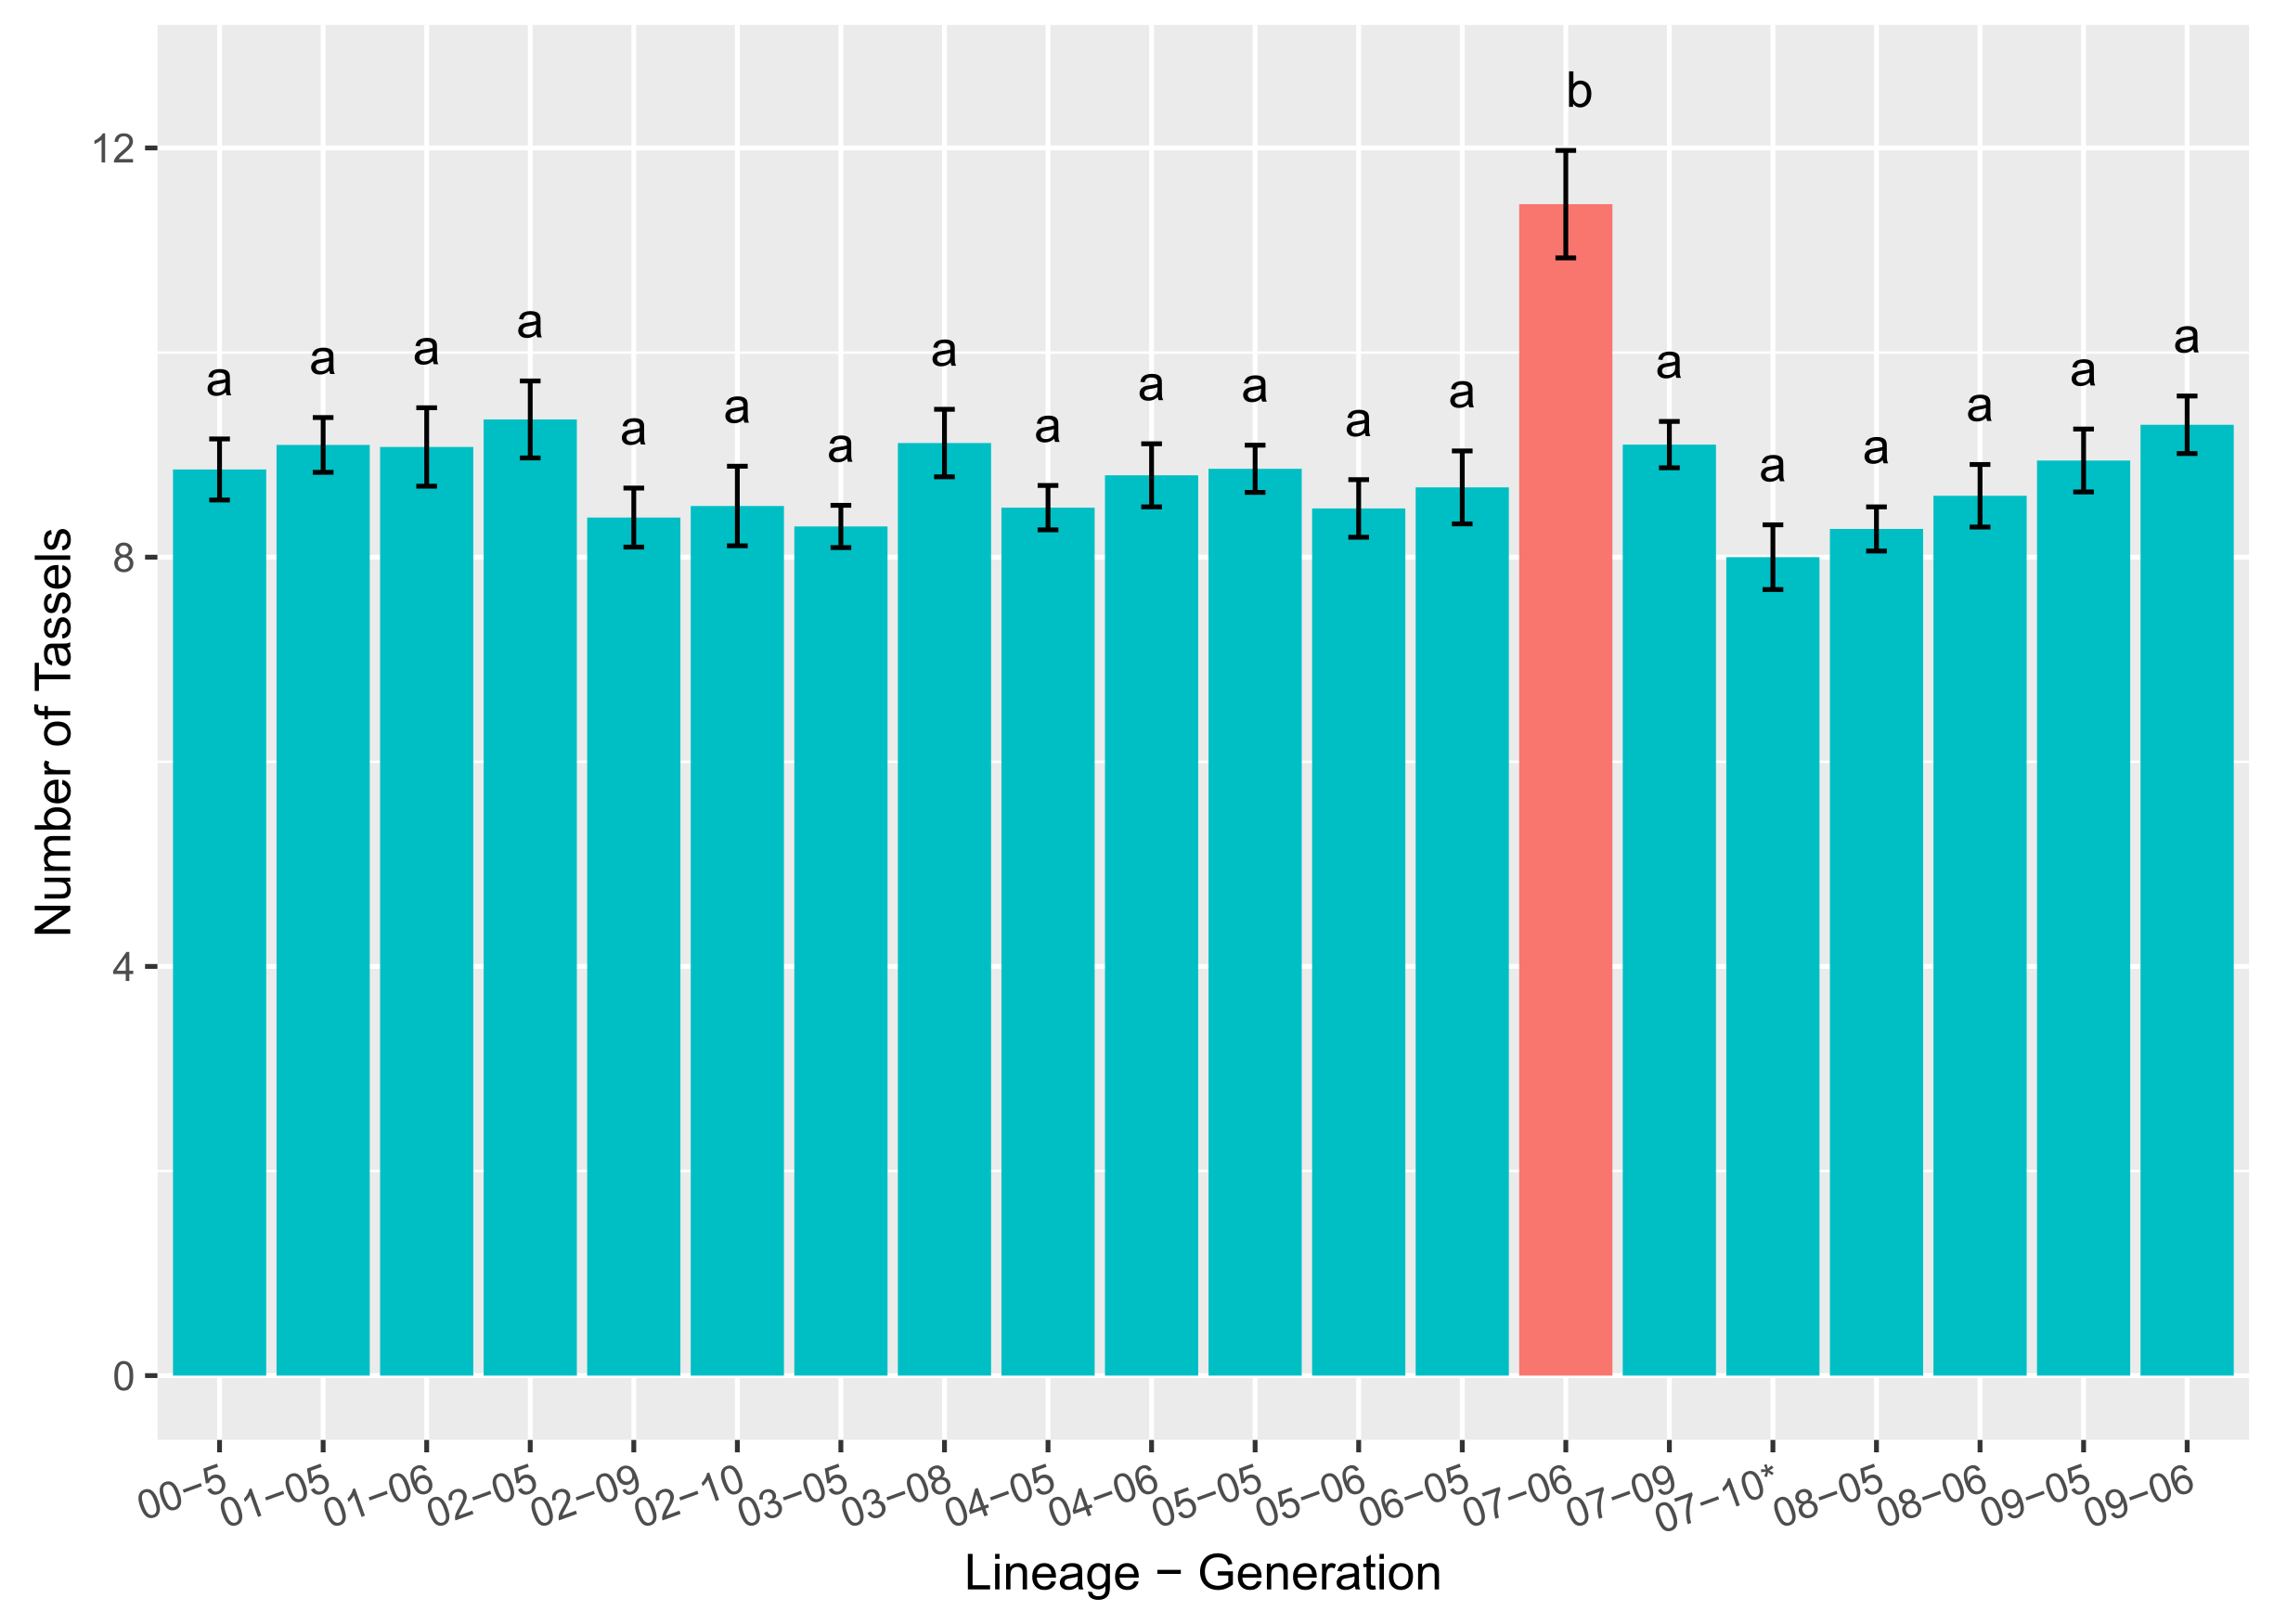 b
12
a a a a a a a a a a a a a a a a a a a
8
4
0
Number of Tassels
00−5 01−05 01−06 02−05 02−09 02−10 03−05 03−08 04−05 04−06 05−05 05−06 06−05 07−06 07−09 07−10* 08−05 08−06 09−05 09−06
Lineage − Generation